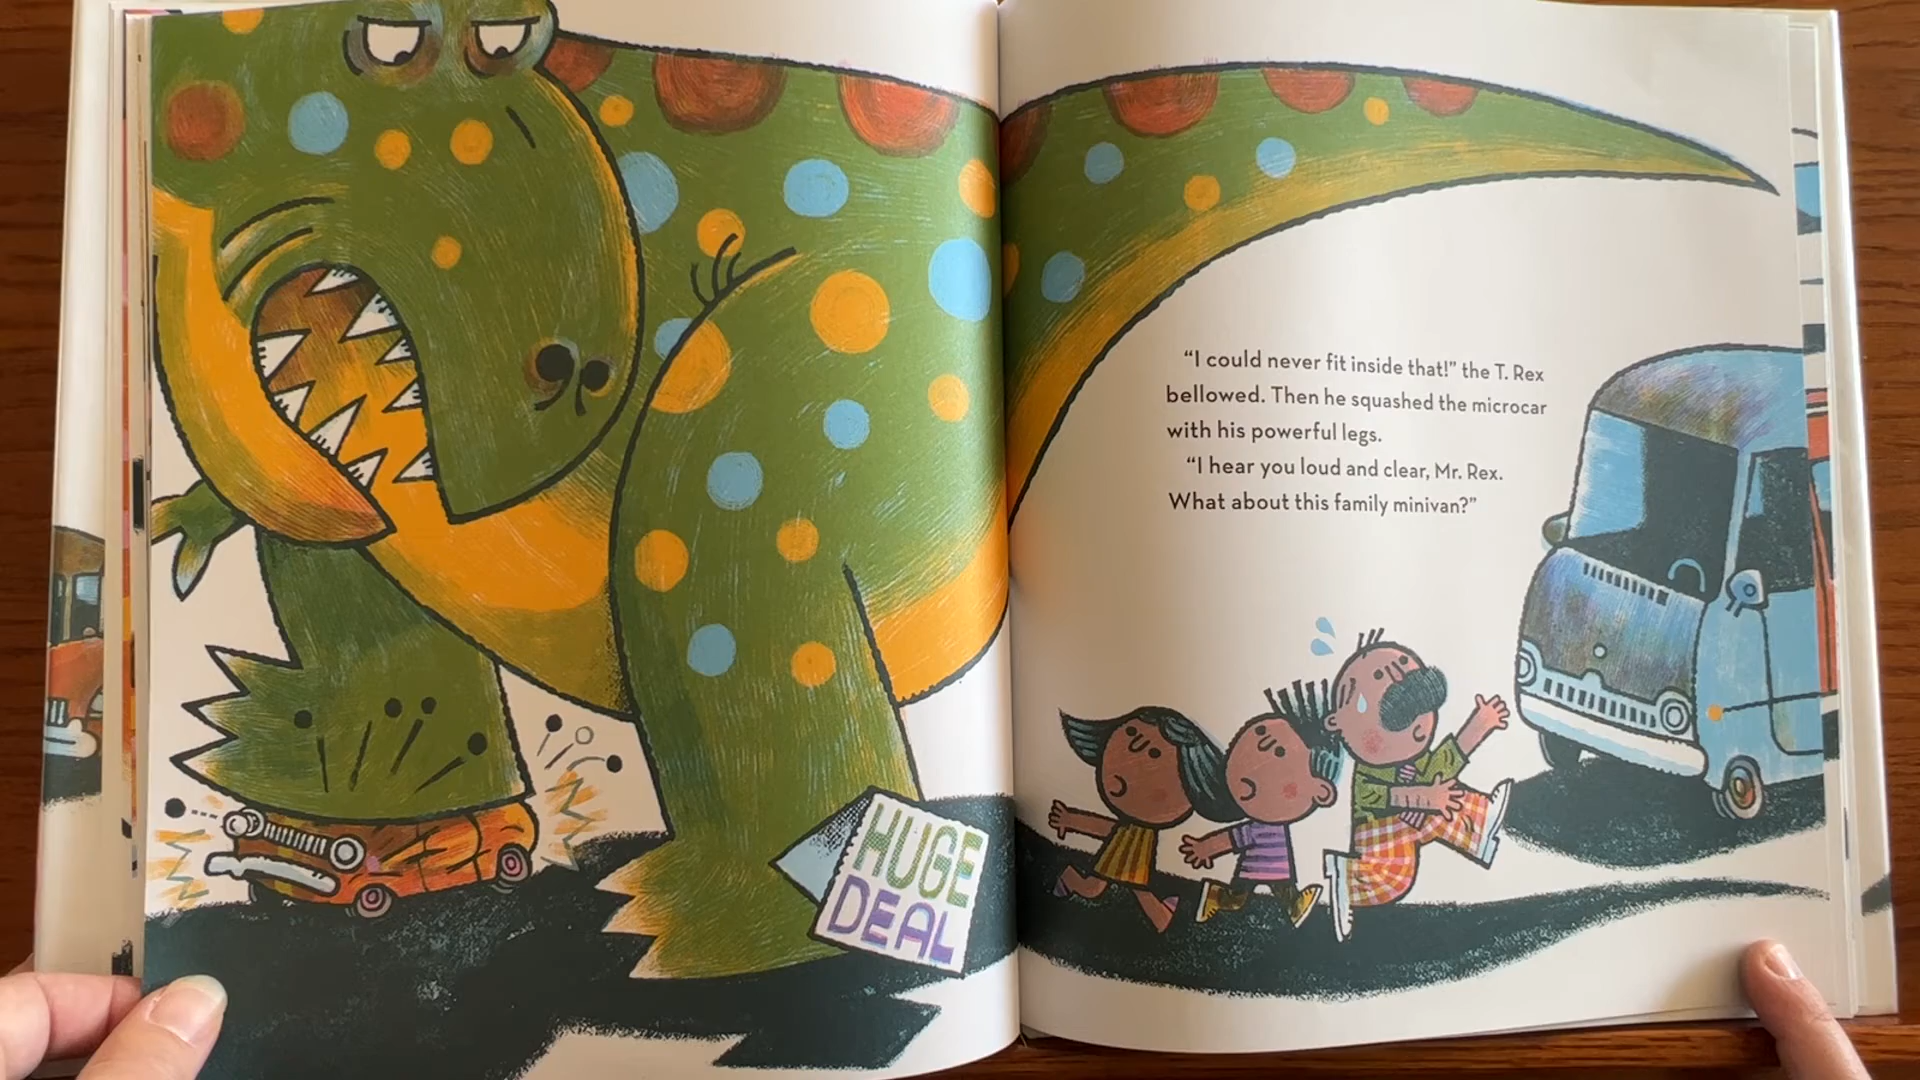 HUGE
DEAL
“I could never fit inside that!” the T. Rex
bellowed. Then he squashed the microcar
with his powerful legs.
“I hear you loud and clear, Mr. Rex.
What about this family minivan?”